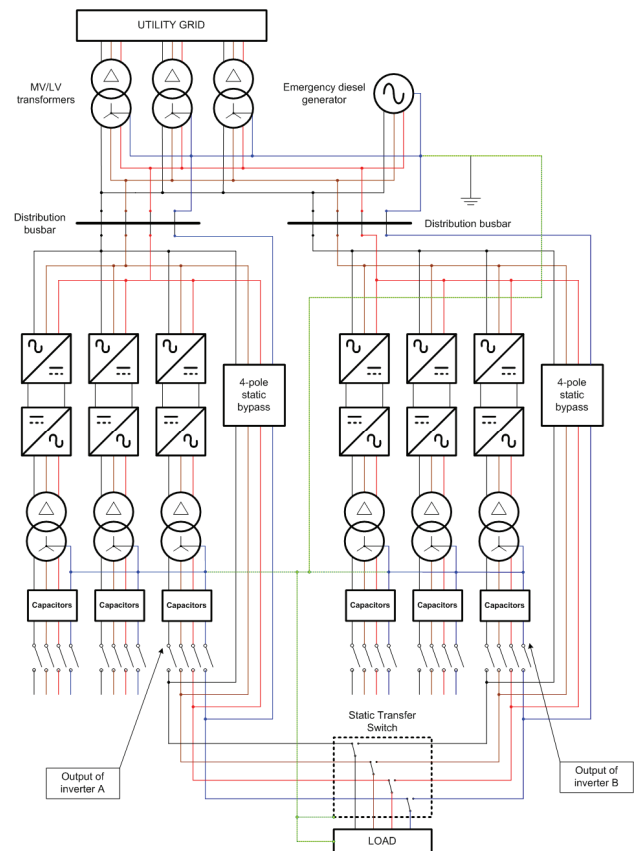 UTILITY GRID
MV/LV
transformers
Emergency diesel
generator
Distribution
busbar
Distribution busbar
4-pole
static
bypass
4-pole
static
bypass
Capacitors
Capacitors
Capacitors
Capacitors
Capacitors
Capacitors
Static Transfer
Switch
Output of
inverter A
Output of
inverter B
LOAD